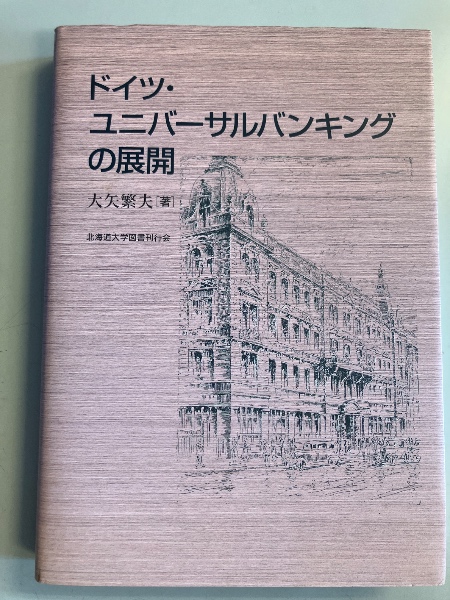 ドイツ・
ユニバーサルバンキング
の展開
大矢繁夫[著]
北海道大学図書刊行会